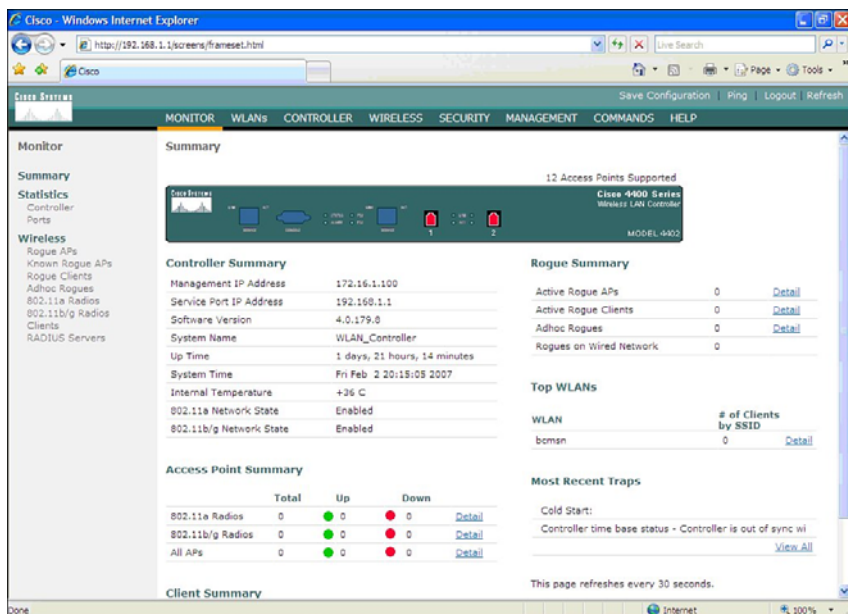 Cisco - Windows Internet Explorer
http://192.168.1.1/screens/frameset.html
Live Search
Cisco
Page
Tools
Cisco Systems
Save Configuration | Ping | Logout | Refresh
MONITOR WLANs CONTROLLER WIRELESS SECURITY MANAGEMENT COMMANDS HELP
Monitor
Summary
Statistics
Controller
Ports
Wireless
Rogue APs
Known Rogue APs
Rogue Clients
Adhoc Rogues
802.11a Radios
802.11b/g Radios
Clients
RADIUS Servers
Summary
12 Access Points Supported
Cisco Systems
Cisco 4400 Series
Wireless LAN Controller
MODEL 4402
1 2
Controller Summary
Management IP Address 172.16.1.100
Service Port IP Address 192.168.1.1
Software Version 4.0.179.8
System Name WLAN_Controller
Up Time 1 days, 21 hours, 14 minutes
System Time Fri Feb 2 20:15:05 2007
Internal Temperature +36 C
802.11a Network State Enabled
802.11b/g Network State Enabled
Access Point Summary
Total Up Down
802.11a Radios 0 0 0 Detail
802.11b/g Radios 0 0 0 Detail
All APs 0 0 0 Detail
Client Summary
Rogue Summary
Active Rogue APs 0 Detail
Active Rogue Clients 0 Detail
Adhoc Rogues 0 Detail
Rogues on Wired Network 0
Top WLANs
WLAN # of Clients
by SSID
bcmsn 0 Detail
Most Recent Traps
Cold Start:
Controller time base status - Controller is out of sync wi
View All
This page refreshes every 30 seconds.
Done
Internet
100%